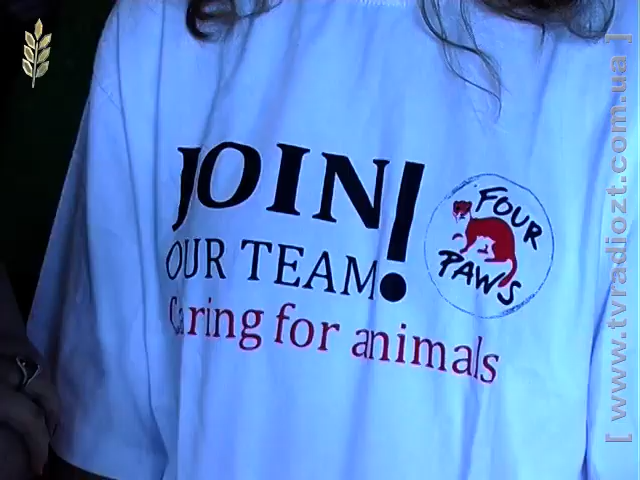 JOIN!
OUR TEAM
Caring for animals
FOUR
PAWS
[ www.tvradiozt.com.ua ]